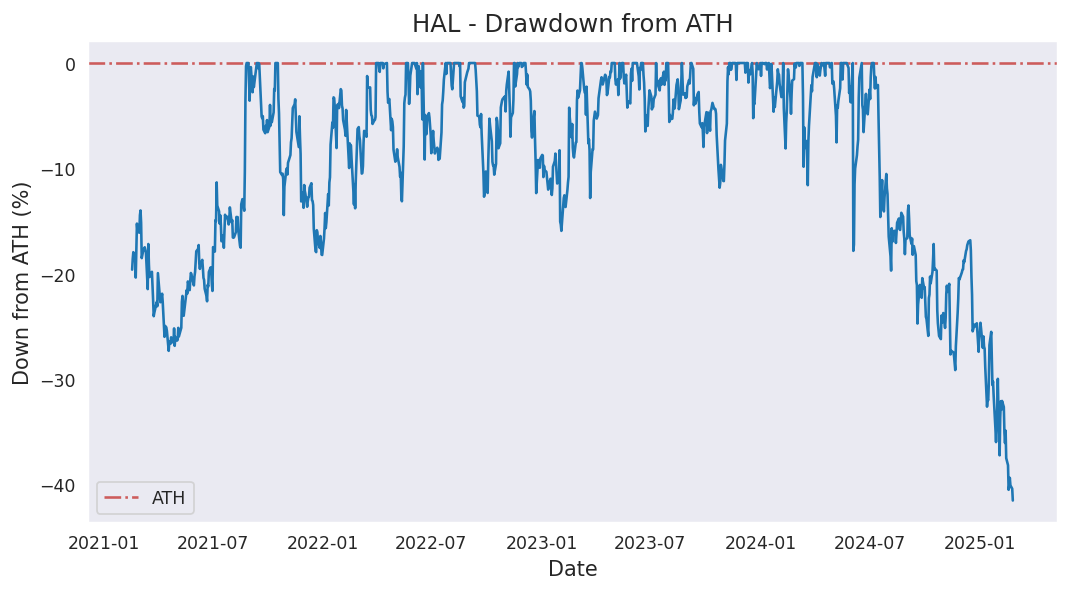 HAL - Drawdown from ATH
Down from ATH (%)
0
−10
−20
−30
−40
ATH
2021-01 2021-07 2022-01 2022-07 2023-01 2023-07 2024-01 2024-07 2025-01
Date